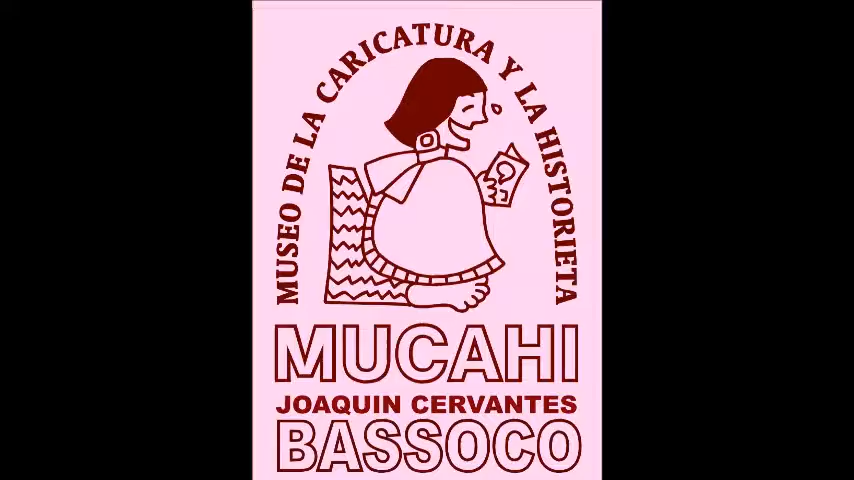 MUSEO DE LA CARICATURA Y LA HISTORIETA
MUCAHI
JOAQUIN CERVANTES
BASSOCO